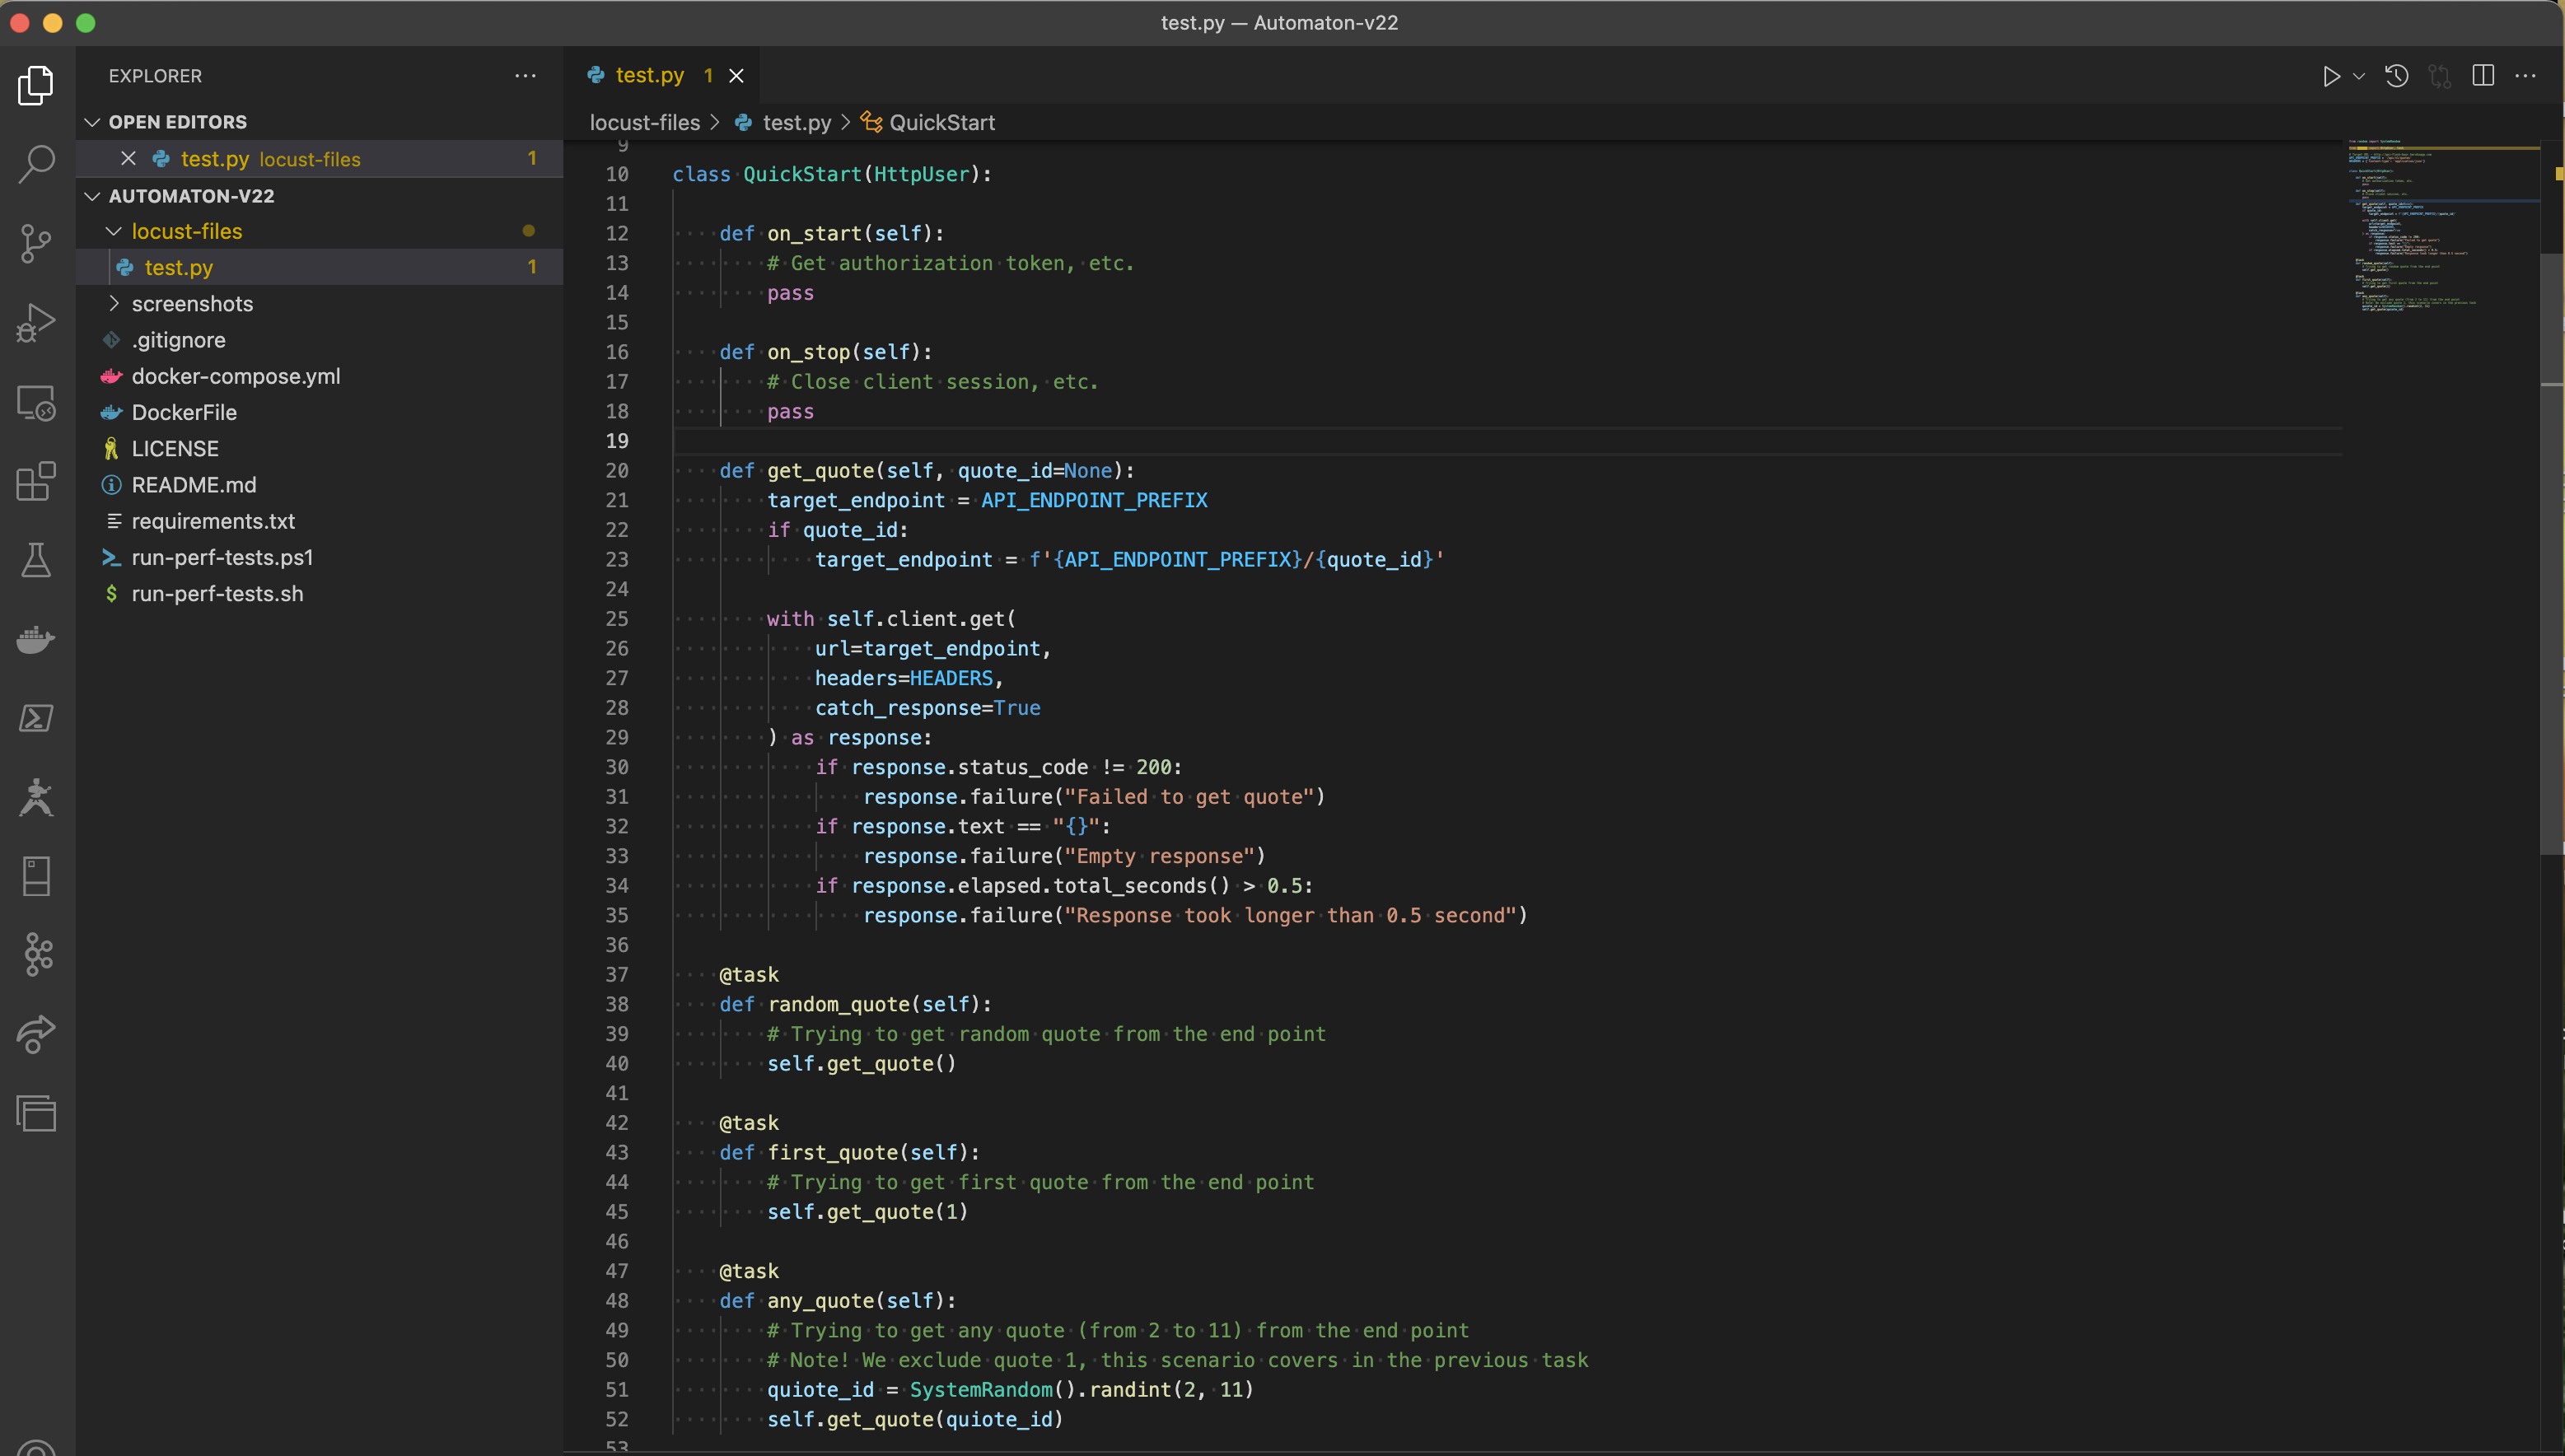 test.py — Automaton-v22
EXPLORER
OPEN EDITORS
test.py locust-files 1
AUTOMATON-V22
locust-files
test.py 1
screenshots
.gitignore
docker-compose.yml
DockerFile
LICENSE
README.md
requirements.txt
run-perf-tests.ps1
run-perf-tests.sh
test.py 1
locust-files > test.py > QuickStart
9
10 class QuickStart(HttpUser):
11
12 def on_start(self):
13 # Get authorization token, etc.
14 pass
15
16 def on_stop(self):
17 # Close client session, etc.
18 pass
19
20 def get_quote(self, quote_id=None):
21 target_endpoint = API_ENDPOINT_PREFIX
22 if quote_id:
23 target_endpoint = f'{API_ENDPOINT_PREFIX}/{quote_id}'
24
25 with self.client.get(
26 url=target_endpoint,
27 headers=HEADERS,
28 catch_response=True
29 ) as response:
30 if response.status_code != 200:
31 response.failure("Failed to get quote")
32 if response.text == "{}":
33 response.failure("Empty response")
34 if response.elapsed.total_seconds() > 0.5:
35 response.failure("Response took longer than 0.5 second")
36
37 @task
38 def random_quote(self):
39 # Trying to get random quote from the end point
40 self.get_quote()
41
42 @task
43 def first_quote(self):
44 # Trying to get first quote from the end point
45 self.get_quote(1)
46
47 @task
48 def any_quote(self):
49 # Trying to get any quote (from 2 to 11) from the end point
50 # Note! We exclude quote 1, this scenario covers in the previous task
51 quiote_id = SystemRandom().randint(2, 11)
52 self.get_quote(quiote_id)
53